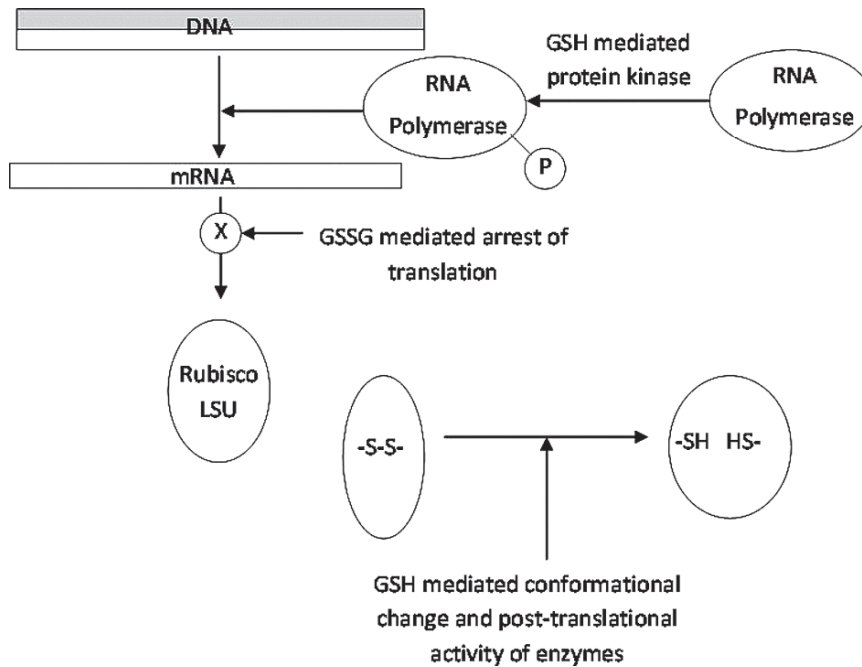 DNA
GSH mediated
protein kinase
RNA
Polymerase
RNA
Polymerase
P
mRNA
X
GSSG mediated arrest of
translation
Rubisco
LSU
-S-S-
-SH HS-
GSH mediated conformational
change and post-translational
activity of enzymes